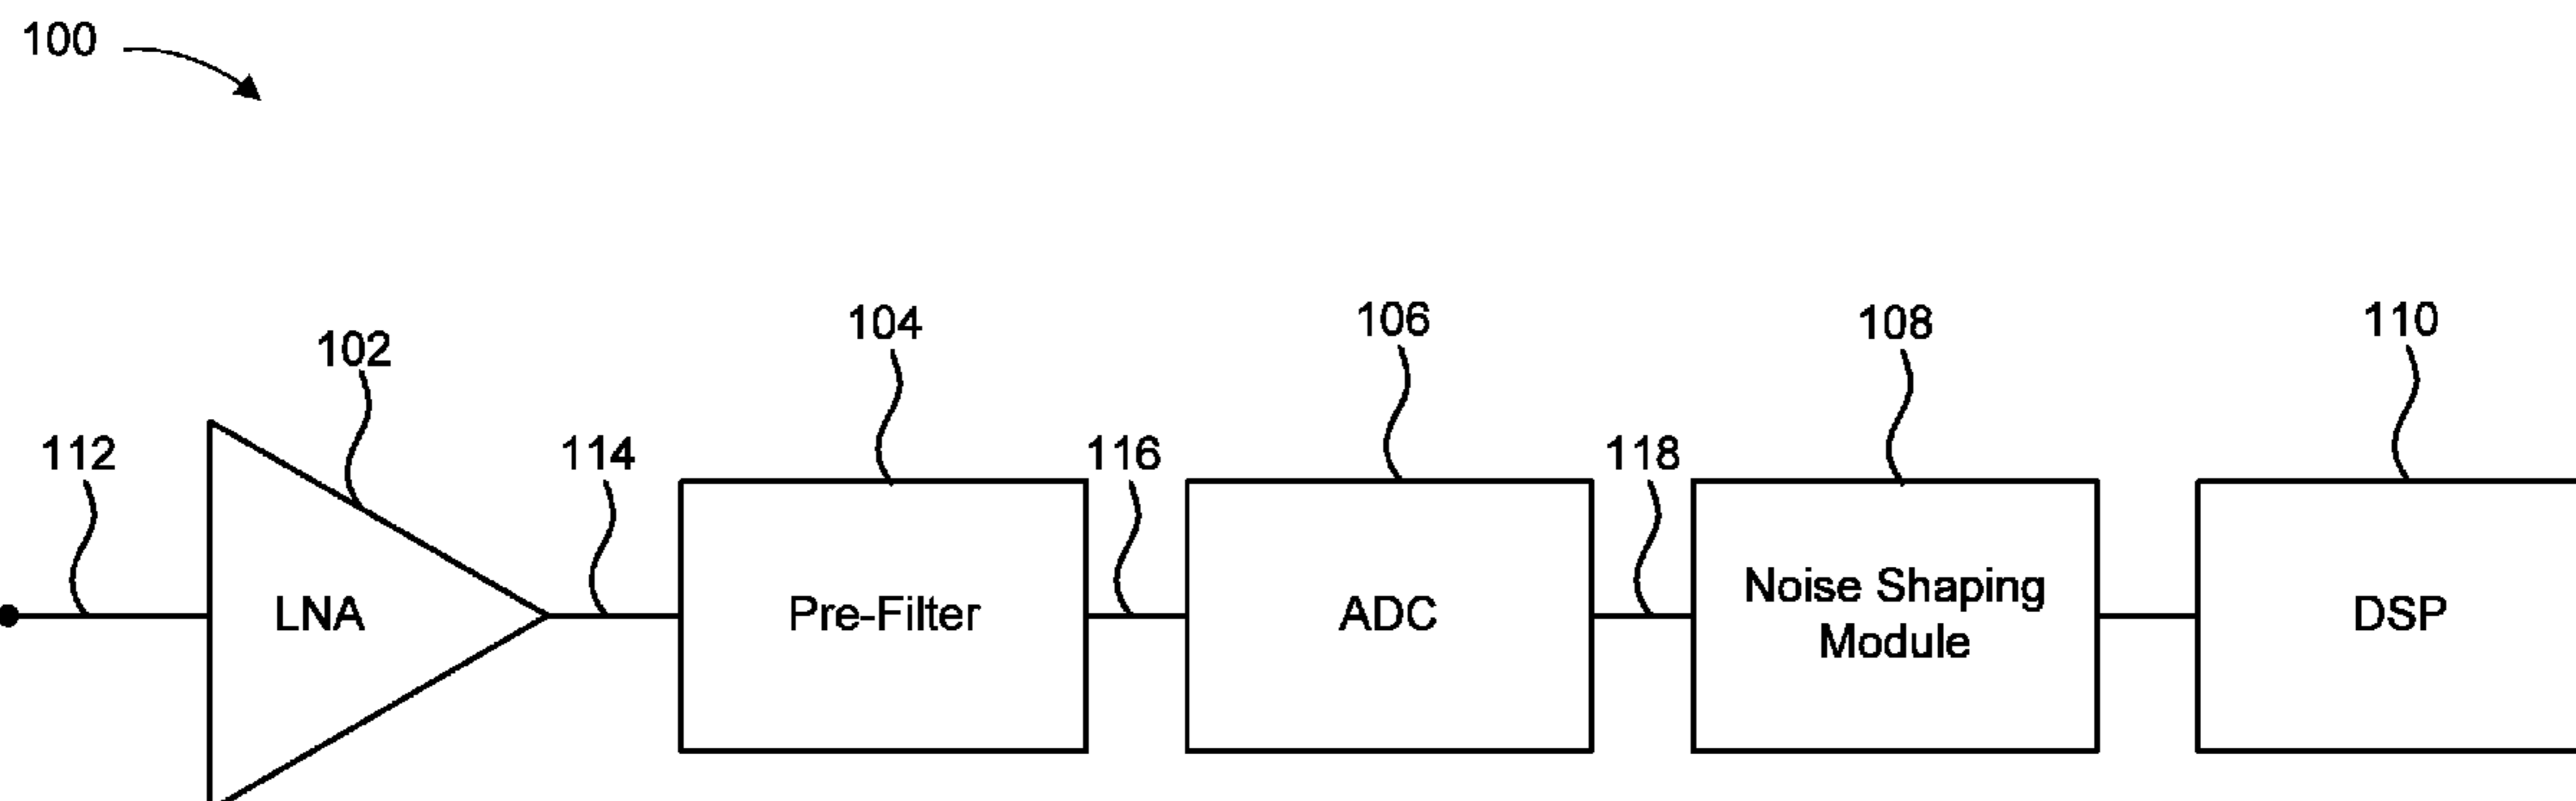 100
102
104
106
108
110
112
114
116
118
LNA
Pre-Filter
ADC
Noise Shaping
Module
DSP